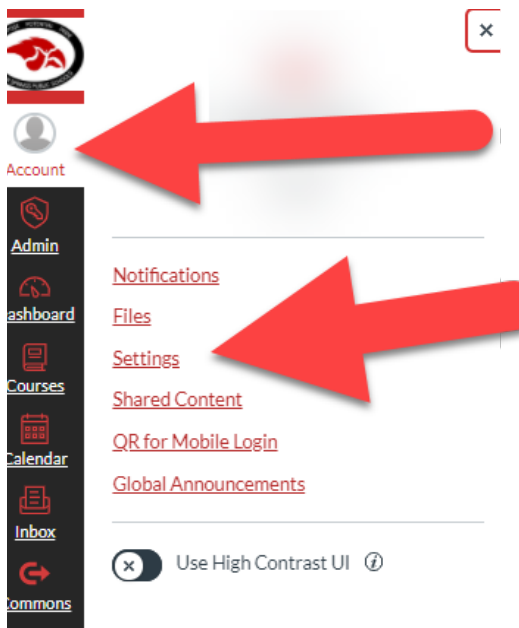 Account
Admin
ashboard
Courses
Calendar
Inbox
Commons
Notifications
Files
Settings
Shared Content
QR for Mobile Login
Global Announcements
Use High Contrast UI